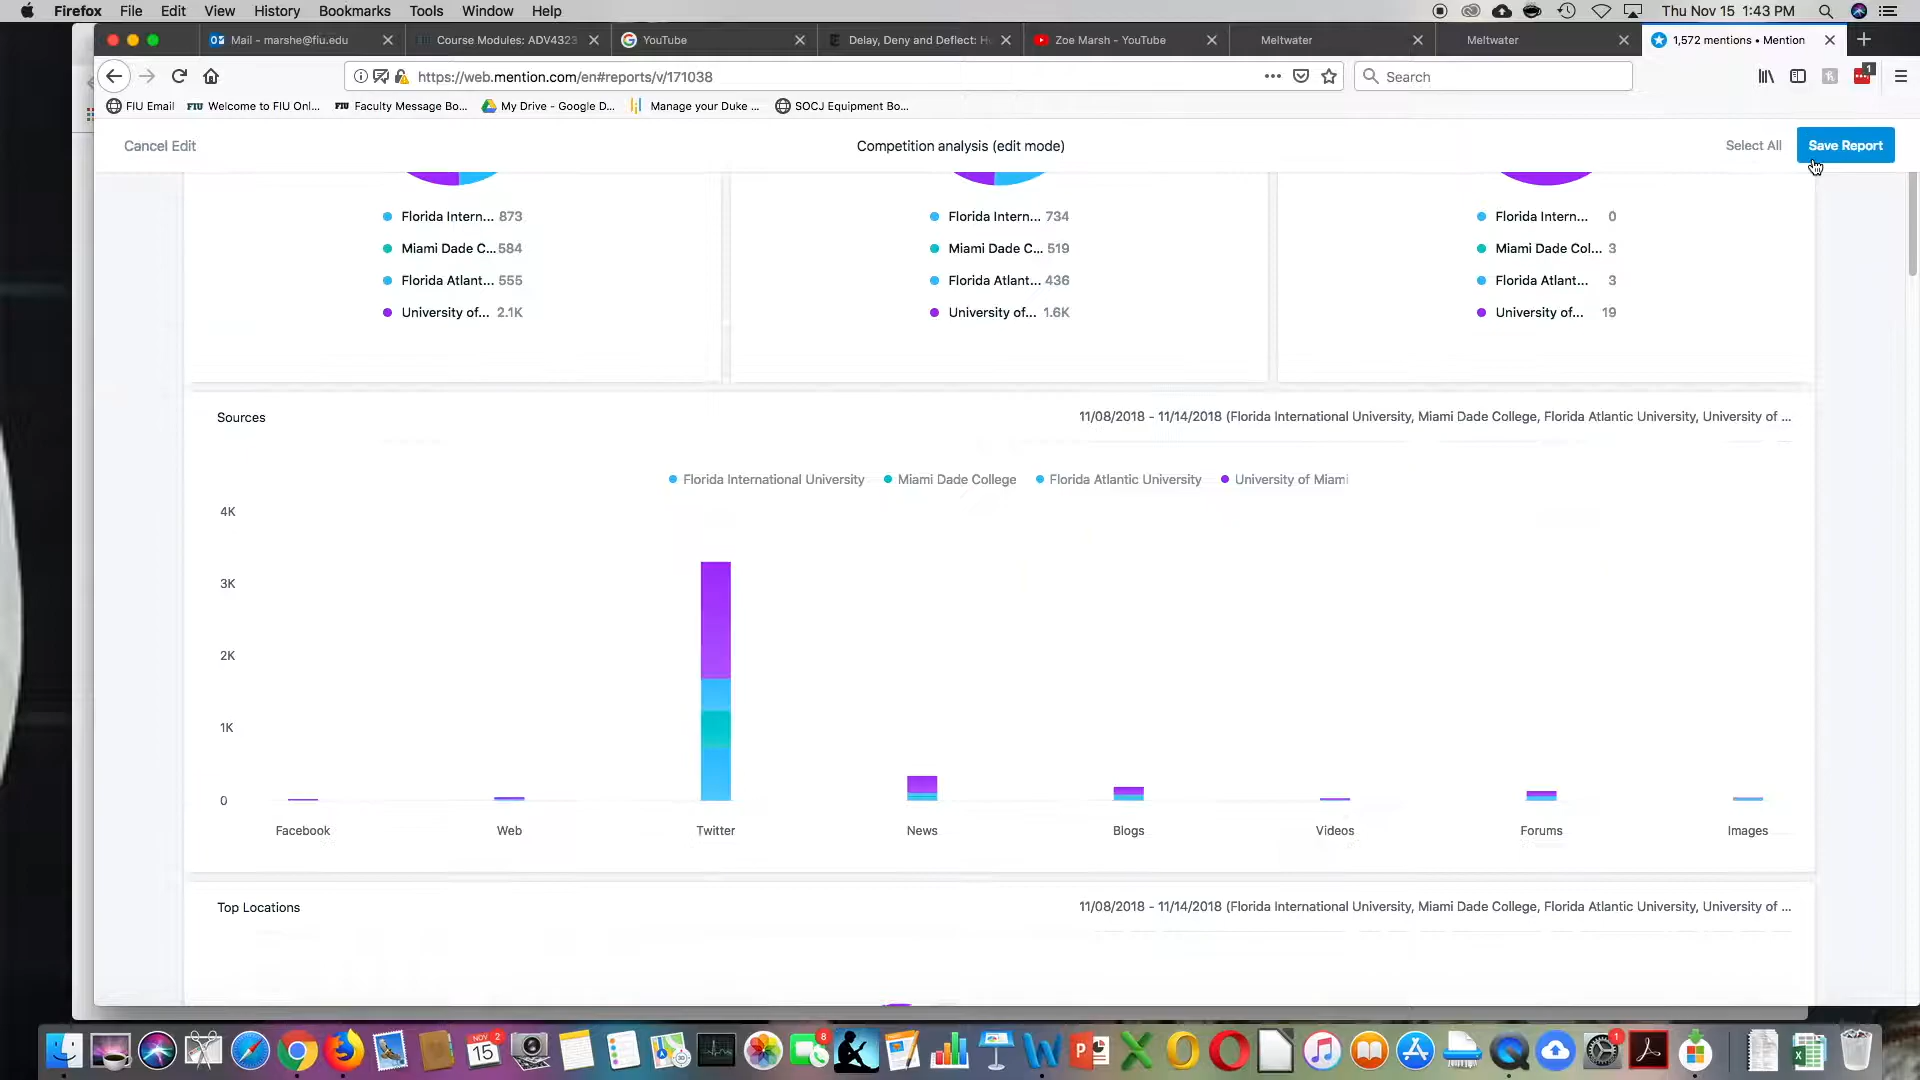 Firefox File Edit View History Bookmarks Tools Window Help Thu Nov 15 1:43 PM
Mail - marshe@fiu.edu Course Modules: ADV4323 YouTube Delay, Deny and Deflect: H Zoe Marsh - YouTube Meltwater Meltwater 1,572 mentions • Mention
https://web.mention.com/en#reports/v/171038 Search 1
FIU Email FIU Welcome to FIU Onl... FIU Faculty Message Bo... My Drive - Google D... Manage your Duke ... SOCJ Equipment Bo...
Cancel Edit Competition analysis (edit mode) Select All Save Report
Florida Intern... 873 Florida Intern... 734 Florida Intern... 0
Miami Dade C... 584 Miami Dade C... 519 Miami Dade Col... 3
Florida Atlant... 555 Florida Atlant... 436 Florida Atlant... 3
University of... 2.1K University of... 1.6K University of... 19
Sources 11/08/2018 - 11/14/2018 (Florida International University, Miami Dade College, Florida Atlantic University, University of ...
Florida International University Miami Dade College Florida Atlantic University University of Miami
4K
3K
2K
1K
0
Facebook Web Twitter News Blogs Videos Forums Images
Top Locations 11/08/2018 - 11/14/2018 (Florida International University, Miami Dade College, Florida Atlantic University, University of ...
NOV 2 8 1
15